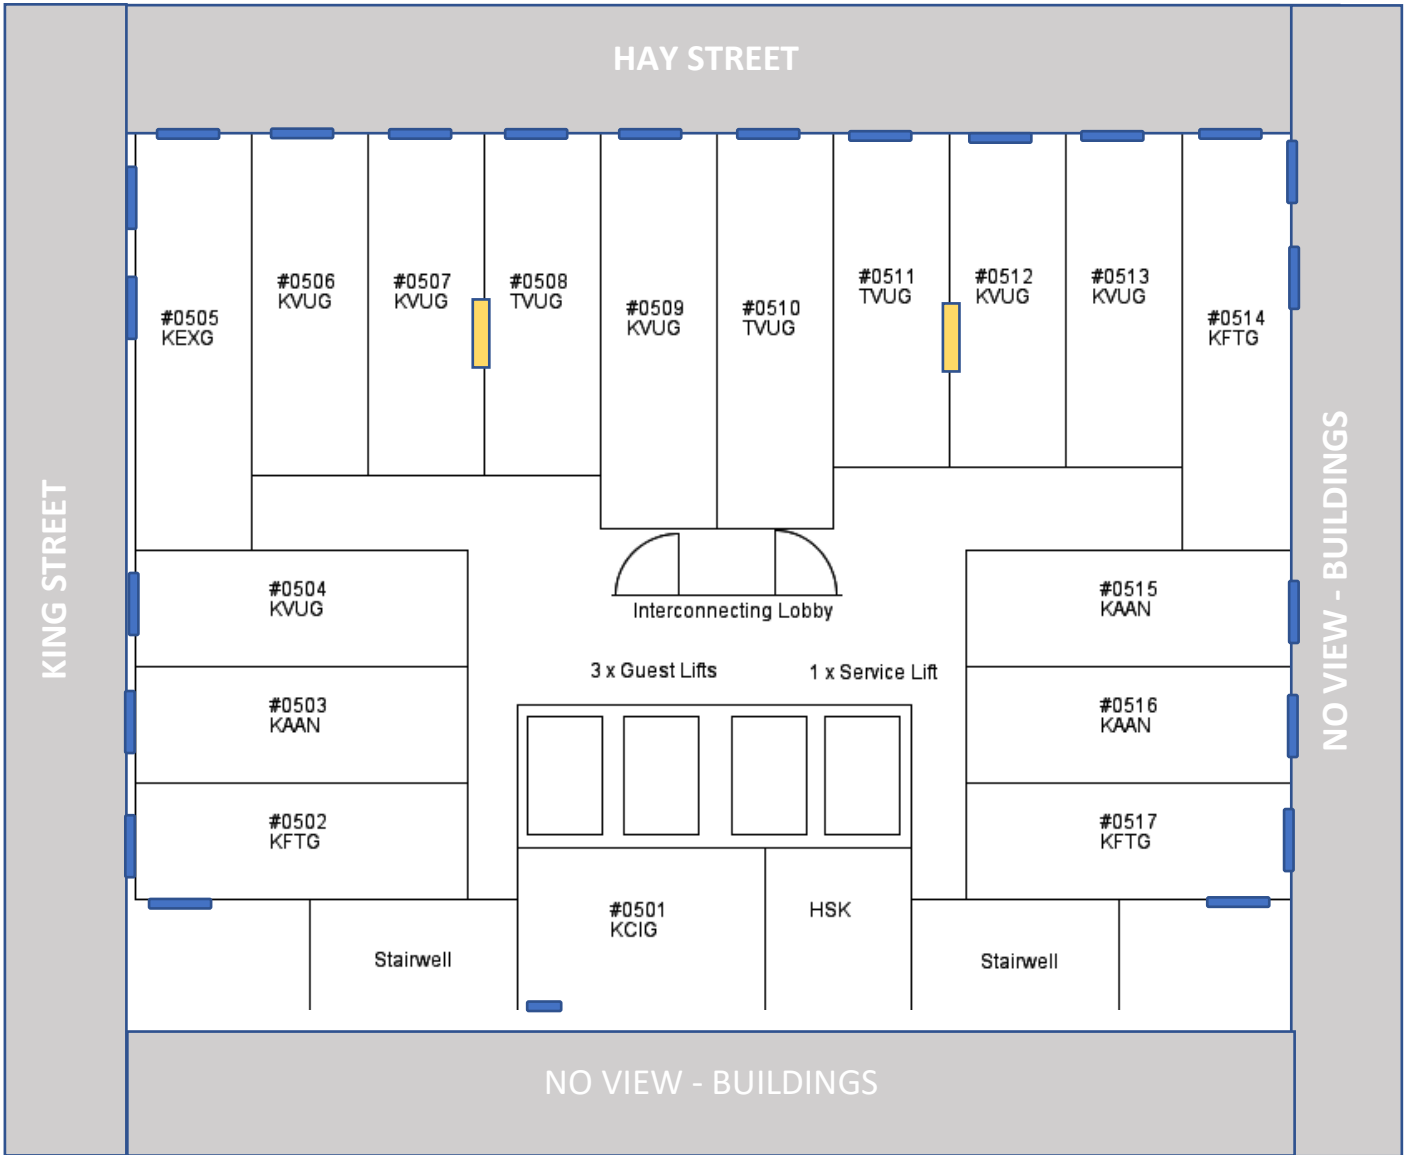 HAY STREET
KING STREET
NO VIEW - BUILDINGS
#0505
KEXG
#0506
KVUG
#0507
KVUG
#0508
TVUG
#0509
KVUG
#0510
TVUG
#0511
TVUG
#0512
KVUG
#0513
KVUG
#0514
KFTG
#0504
KVUG
#0503
KAAN
#0502
KFTG
Interconnecting Lobby
3 x Guest Lifts
1 x Service Lift
#0515
KAAN
#0516
KAAN
#0517
KFTG
Stairwell
#0501
KCIG
HSK
Stairwell
NO VIEW - BUILDINGS